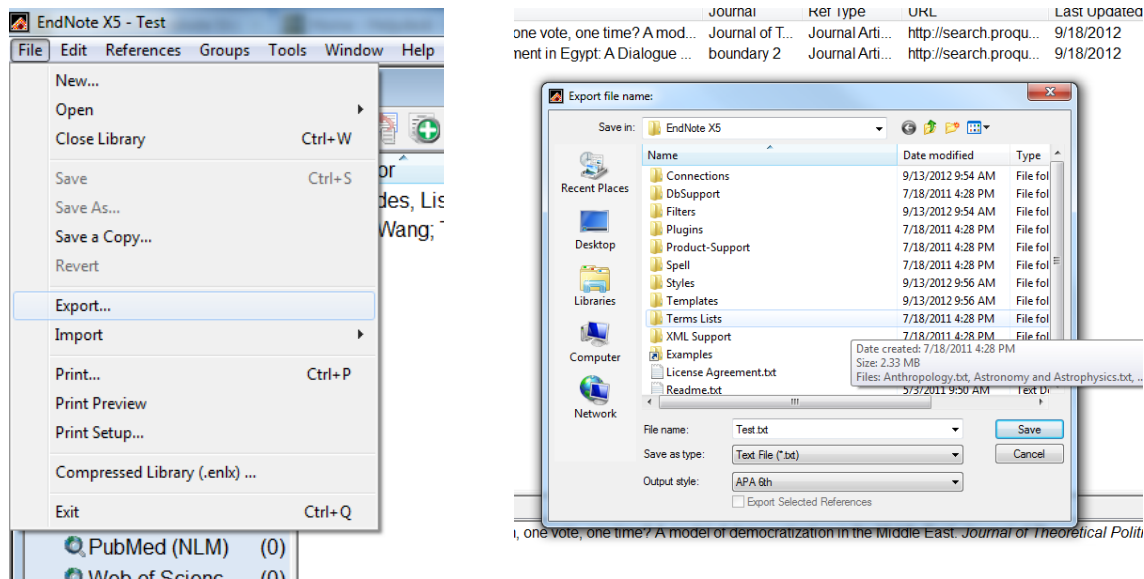 EndNote X5 - Test
File Edit References Groups Tools Window Help
New...
Open
Close Library Ctrl+W
Save Ctrl+S
Save As...
Save a Copy...
Revert
Export...
Import
Print... Ctrl+P
Print Preview
Print Setup...
Compressed Library (.enlx) ...
Exit Ctrl+Q
or
des, Lis
Wang; T
PubMed (NLM) (0)
Web of Scienc... (0)
Journal Ref Type URL Last Updated
one vote, one time? A mod... Journal of T... Journal Arti... http://search.proqu... 9/18/2012
ment in Egypt: A Dialogue ... boundary 2 Journal Arti... http://search.proqu... 9/18/2012
Export file name:
Save in: EndNote X5
Recent Places
Desktop
Libraries
Computer
Network
Name Date modified Type
Connections 9/13/2012 9:54 AM File fol
DbSupport 7/18/2011 4:28 PM File fol
Filters 9/13/2012 9:54 AM File fol
Plugins 7/18/2011 4:28 PM File fol
Product-Support 7/18/2011 4:28 PM File fol
Spell 7/18/2011 4:28 PM File fol
Styles 9/13/2012 9:56 AM File fol
Templates 9/13/2012 9:56 AM File fol
Terms Lists 7/18/2011 4:28 PM File fol
XML Support 7/18/2011 4:28 PM File fol
Examples
License Agreement.txt
Readme.txt 5/3/2011 9:50 AM Text D
Date created: 7/18/2011 4:28 PM
Size: 2.33 MB
Files: Anthropology.txt, Astronomy and Astrophysics.txt, ...
File name: Test.txt Save
Save as type: Text File (*.txt) Cancel
Output style: APA 6th
Export Selected References
, one vote, one time? A model of democratization in the Middle East. Journal of Theoretical Politi